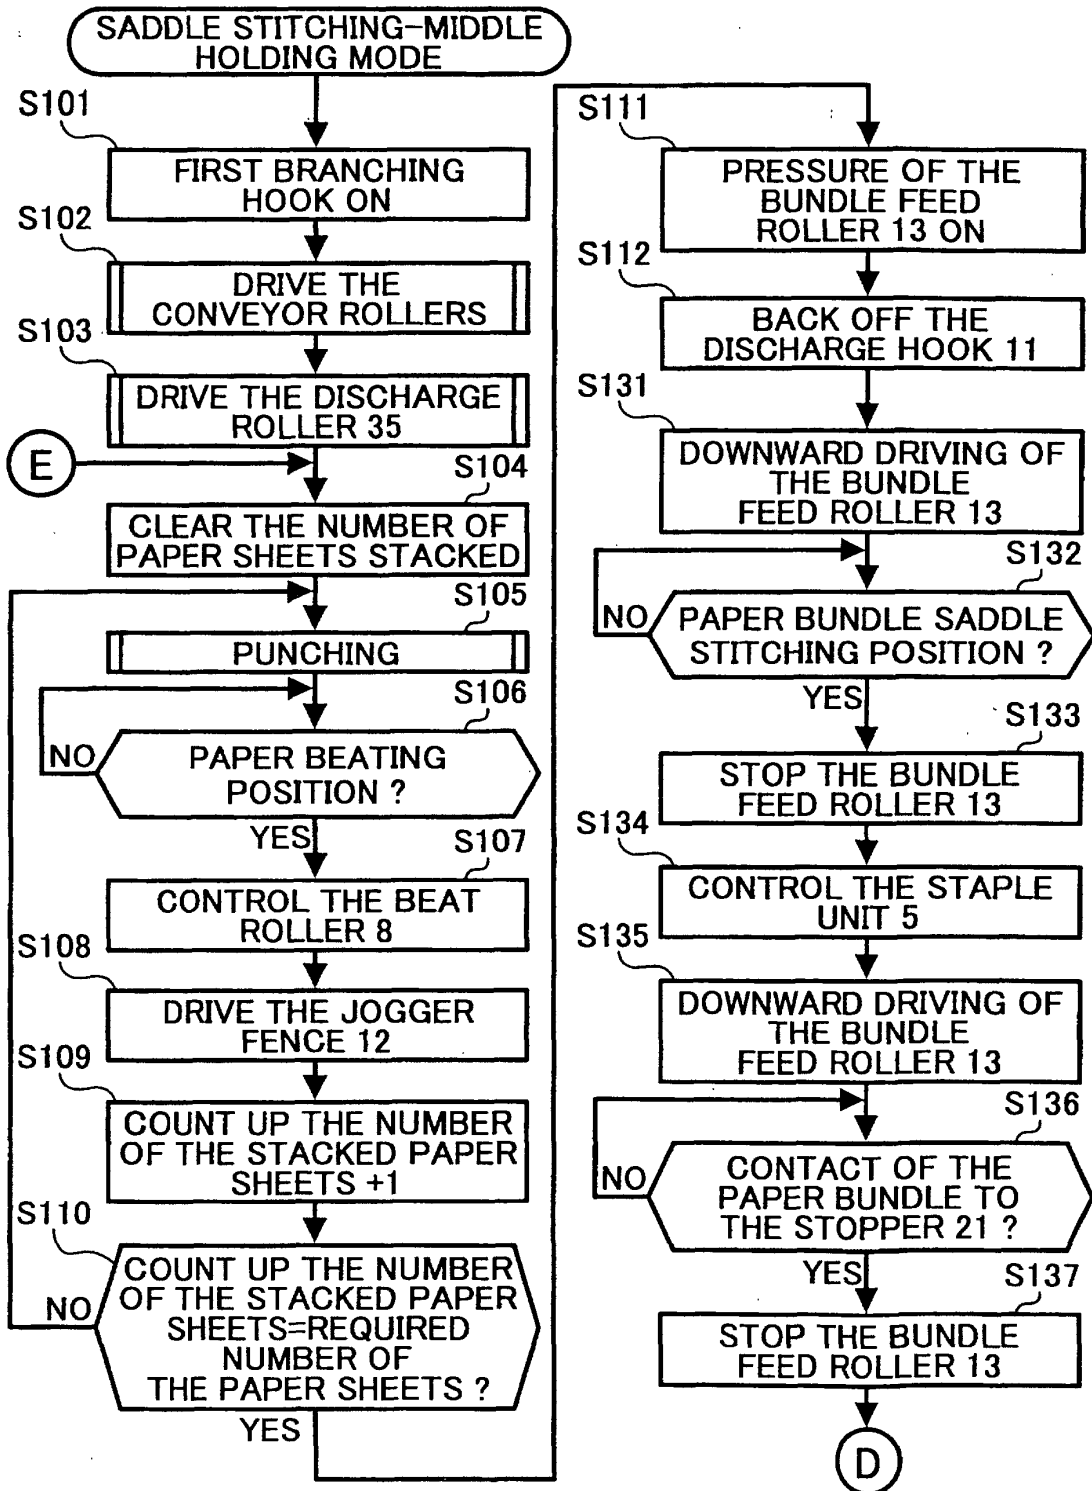 SADDLE STITCHING-MIDDLE
HOLDING MODE
S101
FIRST BRANCHING
HOOK ON
S102
DRIVE THE
CONVEYOR ROLLERS
S103
DRIVE THE DISCHARGE
ROLLER 35
E
S104
CLEAR THE NUMBER OF
PAPER SHEETS STACKED
S105
PUNCHING
S106
PAPER BEATING
POSITION ?
NO
YES
S107
CONTROL THE BEAT
ROLLER 8
S108
DRIVE THE JOGGER
FENCE 12
S109
COUNT UP THE NUMBER
OF THE STACKED PAPER
SHEETS +1
S110
COUNT UP THE NUMBER
OF THE STACKED PAPER
SHEETS=REQUIRED
NUMBER OF
THE PAPER SHEETS ?
NO
YES
S111
PRESSURE OF THE
BUNDLE FEED
ROLLER 13 ON
S112
BACK OFF THE
DISCHARGE HOOK 11
S131
DOWNWARD DRIVING OF
THE BUNDLE
FEED ROLLER 13
S132
PAPER BUNDLE SADDLE
STITCHING POSITION ?
NO
YES
S133
STOP THE BUNDLE
FEED ROLLER 13
S134
CONTROL THE STAPLE
UNIT 5
S135
DOWNWARD DRIVING OF
THE BUNDLE
FEED ROLLER 13
S136
CONTACT OF THE
PAPER BUNDLE TO
THE STOPPER 21 ?
NO
YES
S137
STOP THE BUNDLE
FEED ROLLER 13
D